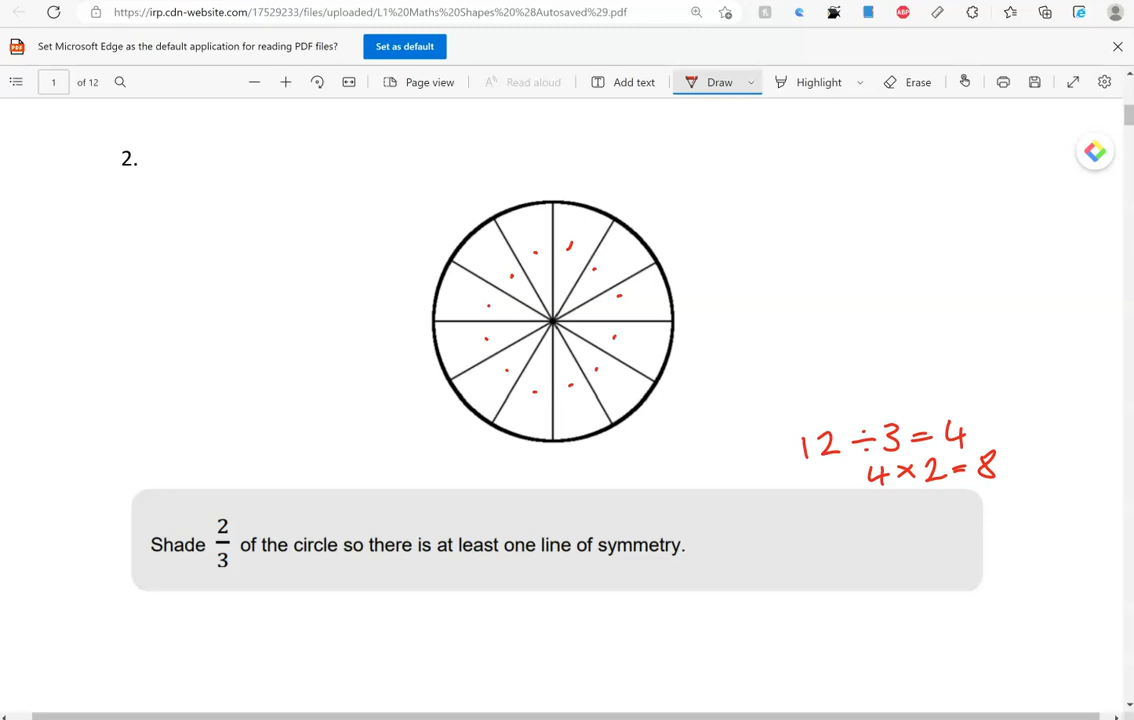 https://irp.cdn-website.com/17529233/files/uploaded/L1%20Maths%20Shapes%20%28Autosaved%29.pdf
ABP
PDF
Set Microsoft Edge as the default application for reading PDF files?
Set as default
1 of 12
Page view
Read aloud
Add text
Draw
Highlight
Erase
2.
12 ÷ 3 = 4
4 × 2 = 8
Shade 2/3 of the circle so there is at least one line of symmetry.